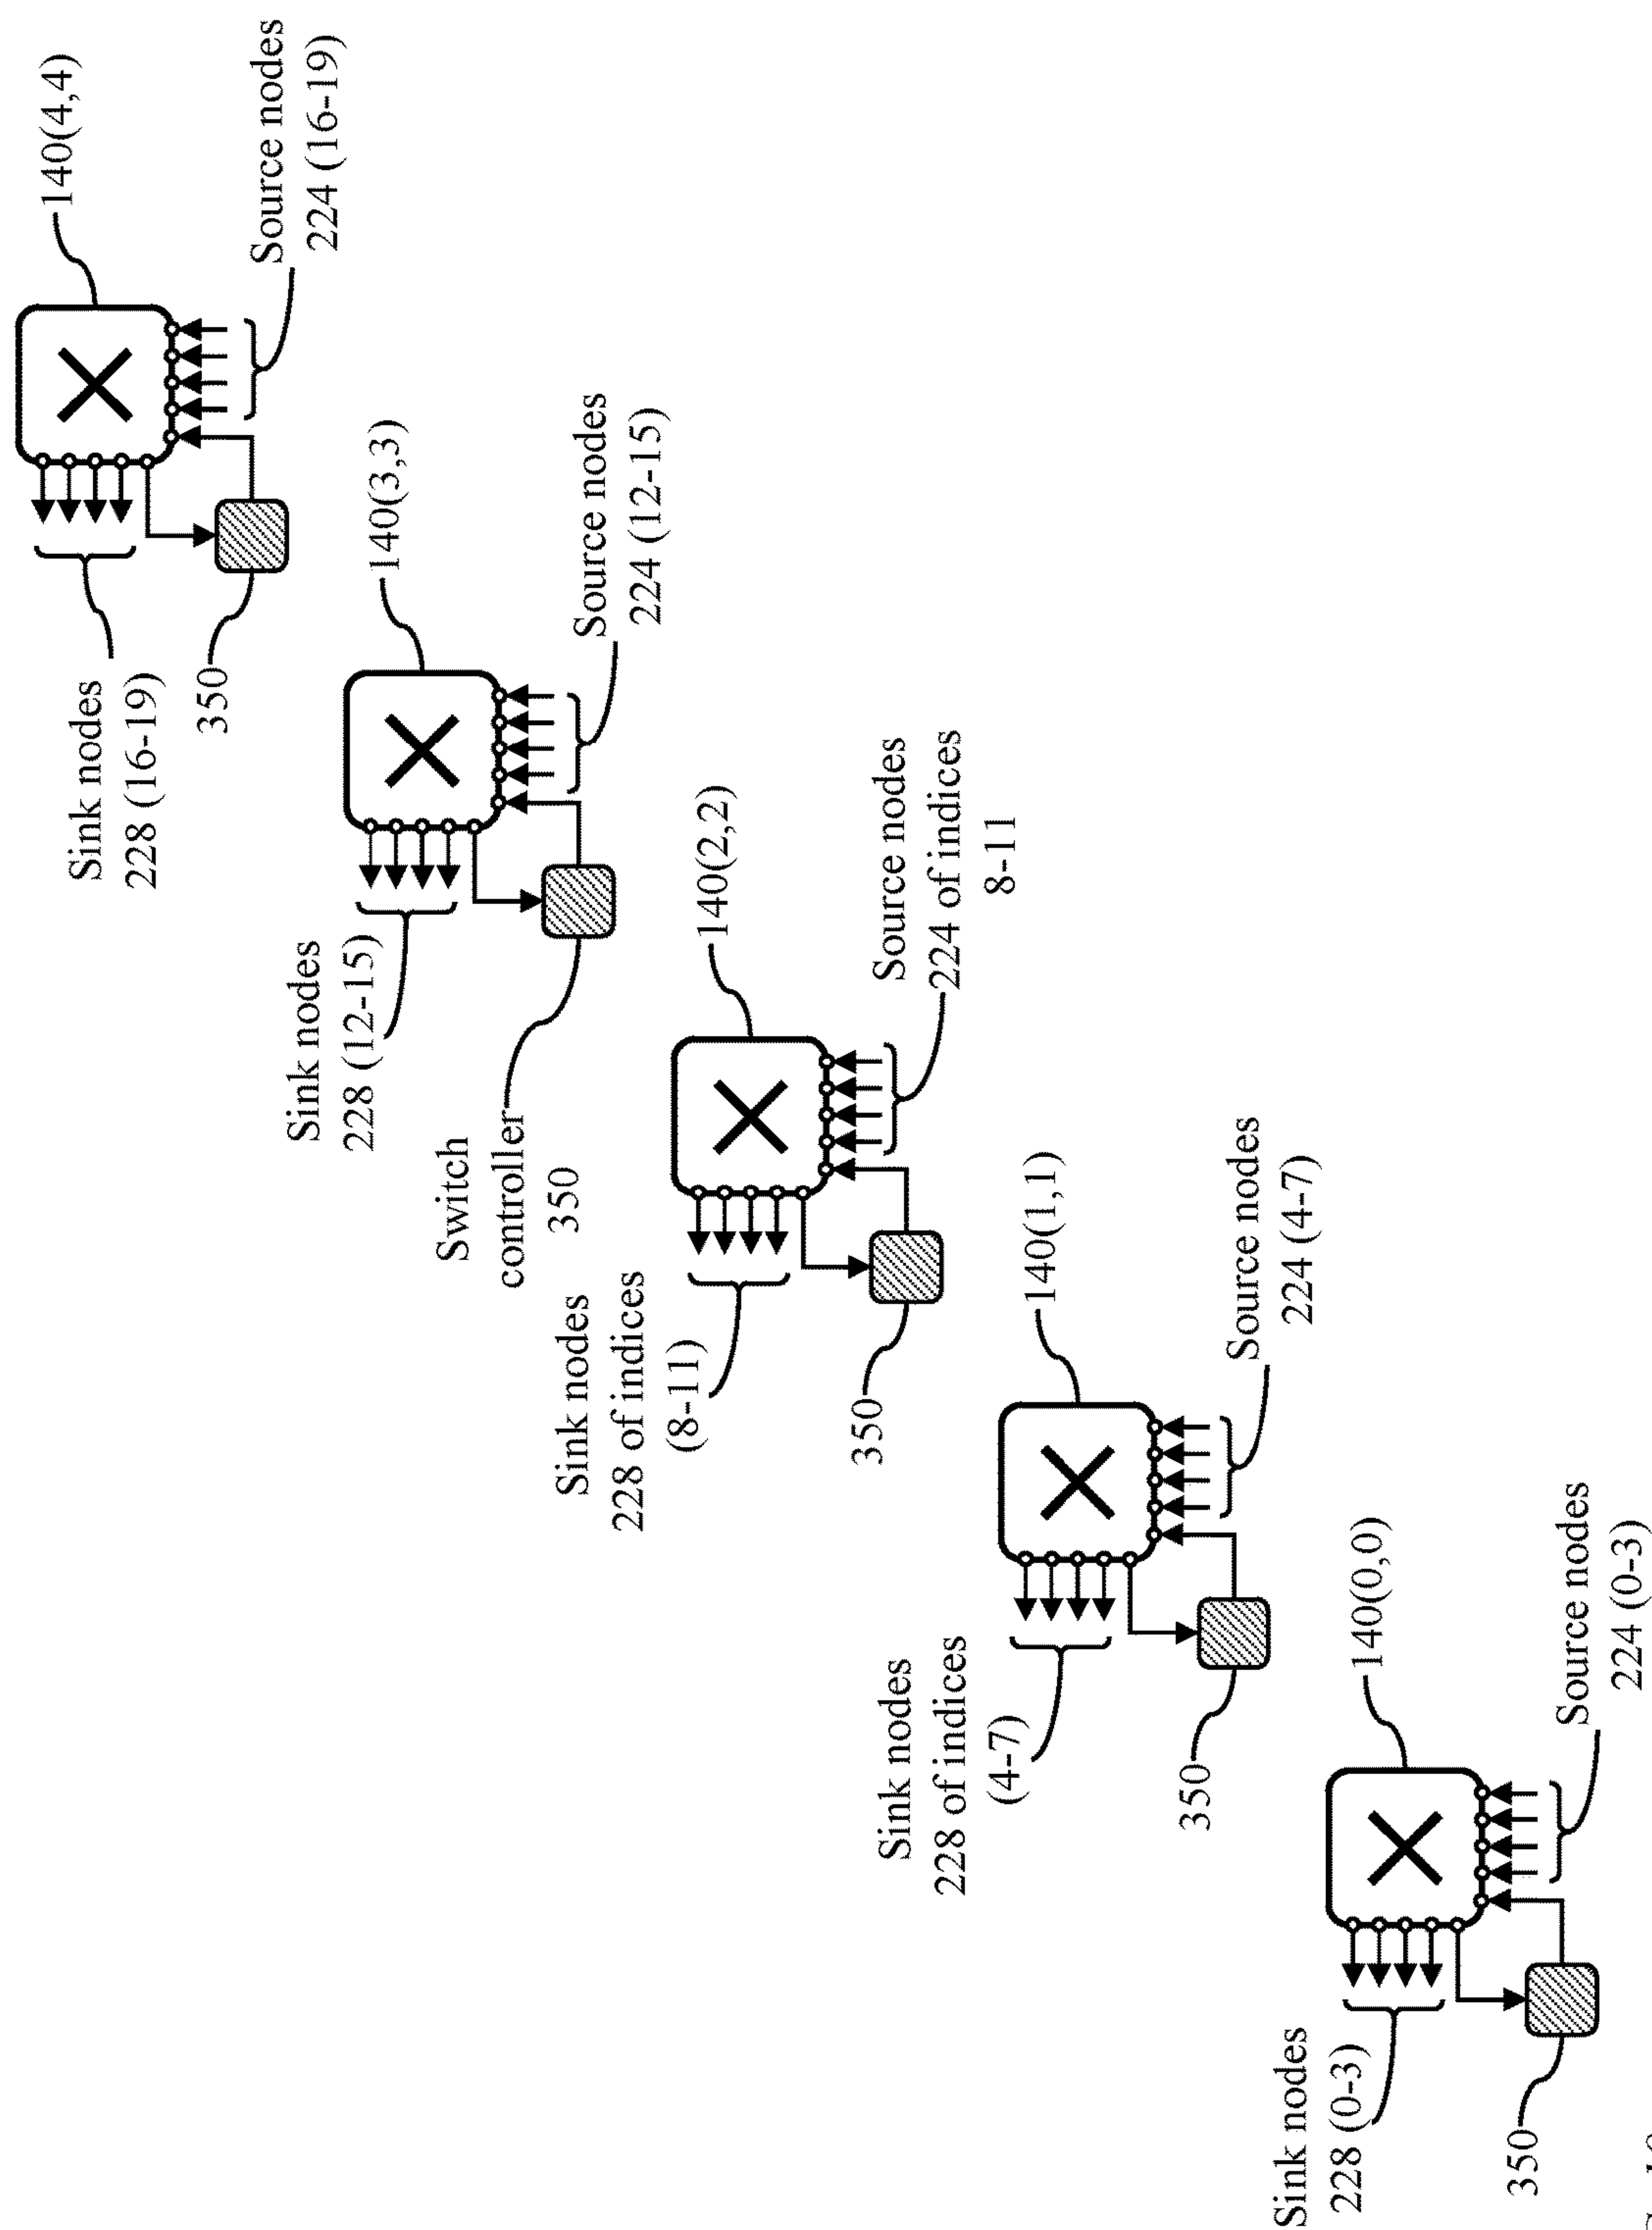 Sink nodes
228 (16-19)
140(4,4)
350
Source nodes
224 (16-19)
Sink nodes
228 (12-15)
140(3,3)
Switch
controller
350
Source nodes
224 (12-15)
Sink nodes
228 of indices
(8-11)
140(2,2)
350
Source nodes
224 of indices
8-11
Sink nodes
228 of indices
(4-7)
140(1,1)
350
Source nodes
224 (4-7)
Sink nodes
228 (0-3)
140(0,0)
350
Source nodes
224 (0-3)